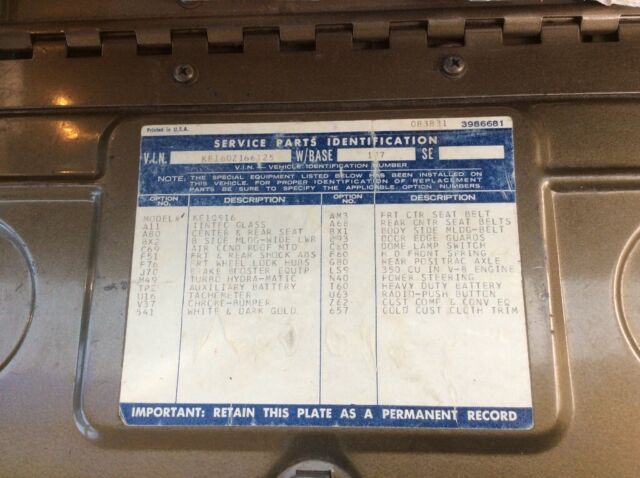 Printed in U.S.A. 083831 3986681
SERVICE PARTS IDENTIFICATION
V.I.N. KE160Z166125 W/BASE SE
V.I.N. - VEHICLE IDENTIFICATION NUMBER
NOTE: THE SPECIAL EQUIPMENT LISTED BELOW HAS BEEN INSTALLED ON
THIS VEHICLE. FOR PROPER IDENTIFICATION OF REPLACEMENT
PARTS BE SURE TO SPECIFY THE APPLICABLE OPTION NUMBERS.
OPTION NO. DESCRIPTION OPTION NO. DESCRIPTION
MODEL# KE10916 AM3 FRT CTR SEAT BELT
A11 TINTED GLASS A68 REAR CNTR SEAT BELTS
A80 CENTER & REAR SEAT BX1 BODY SIDE MLDG-BELT
BX2 B SIDE MLDG-WIDE LWR B93 DOOR EDGE GUARDS
C69 AIR COND ROOF MTD C80 DOME LAMP SWITCH
F51 FRT & REAR SHOCK ABS F60 H D FRONT SPRING
F76 FRT WHEEL LOCK HUBS G80 REAR POSITRAC AXLE
J70 BRAKE BOOSTER EQUIP L59 350 CU IN V-8 ENGINE
M49 TURBO HYDRA-MATIC N40 POWER STEERING
TP2 AUXILIARY BATTERY T60 HEAVY DUTY BATTERY
U16 TACHOMETER U63 RADIO-PUSH BUTTON
V37 CHROME-BUMPER Z62 CUST COMF & CONV EQ
541 WHITE & DARK GOLD 657 GOLD CUST CLOTH TRIM
IMPORTANT: RETAIN THIS PLATE AS A PERMANENT RECORD